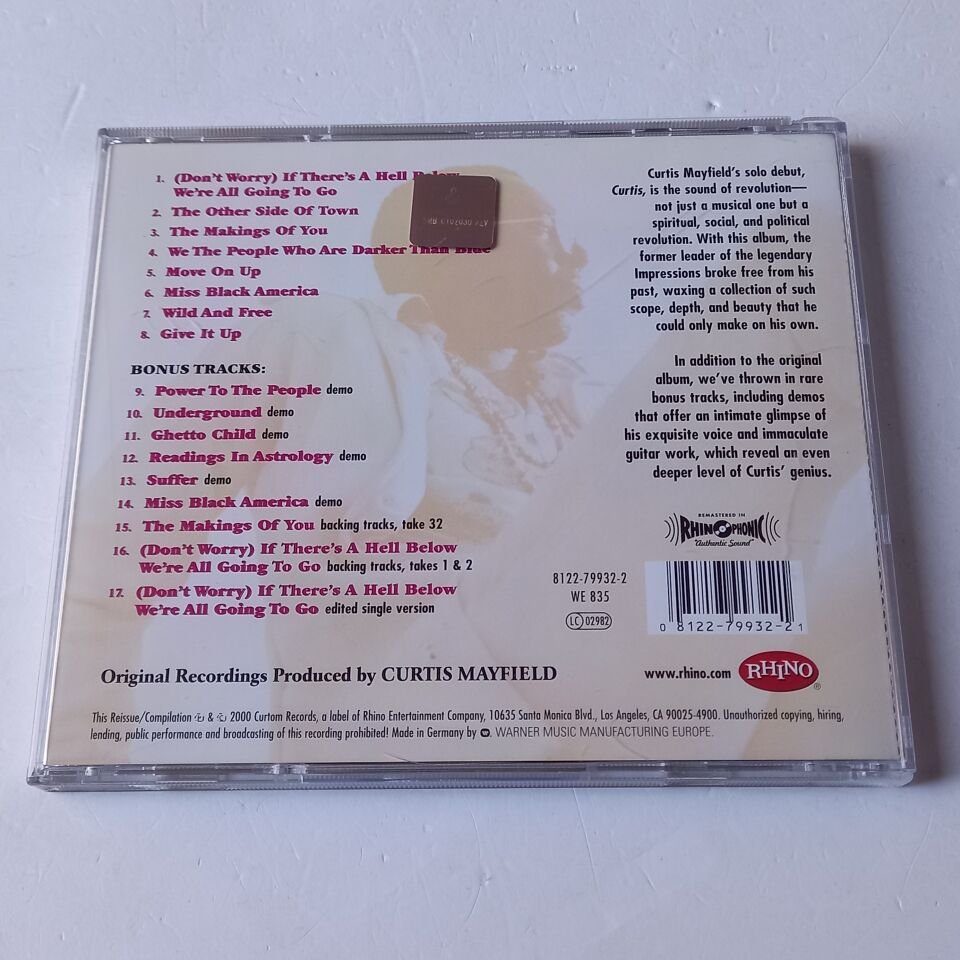 1. (Don't Worry) If There's A Hell Below
We're All Going To Go
2. The Other Side Of Town
3. The Makings Of You
4. We The People Who Are Darker Than Blue
5. Move On Up
6. Miss Black America
7. Wild And Free
8. Give It Up
BONUS TRACKS:
9. Power To The People demo
10. Underground demo
11. Ghetto Child demo
12. Readings In Astrology demo
13. Suffer demo
14. Miss Black America demo
15. The Makings Of You backing tracks, take 32
16. (Don't Worry) If There's A Hell Below
We're All Going To Go backing tracks, takes 1 & 2
17. (Don't Worry) If There's A Hell Below
We're All Going To Go edited single version
Curtis Mayfield's solo debut,
Curtis, is the sound of revolution—
not just a musical one but a
spiritual, social, and political
revolution. With this album, the
former leader of the legendary
Impressions broke free from his
past, waxing a collection of such
scope, depth, and beauty that he
could only make on his own.
In addition to the original
album, we've thrown in rare
bonus tracks, including demos
that offer an intimate glimpse of
his exquisite voice and immaculate
guitar work, which reveal an even
deeper level of Curtis' genius.
REMASTERED IN
RHINOPHONIC
"Authentic Sound"
8122-79932-2
WE 835
LC 02982
0 8122-79932-2 1
Original Recordings Produced by CURTIS MAYFIELD
www.rhino.com RHINO ®
This Reissue/Compilation ℗ & © 2000 Curtom Records, a label of Rhino Entertainment Company, 10635 Santa Monica Blvd., Los Angeles, CA 90025-4900. Unauthorized copying, hiring,
lending, public performance and broadcasting of this recording prohibited! Made in Germany by WARNER MUSIC MANUFACTURING EUROPE.